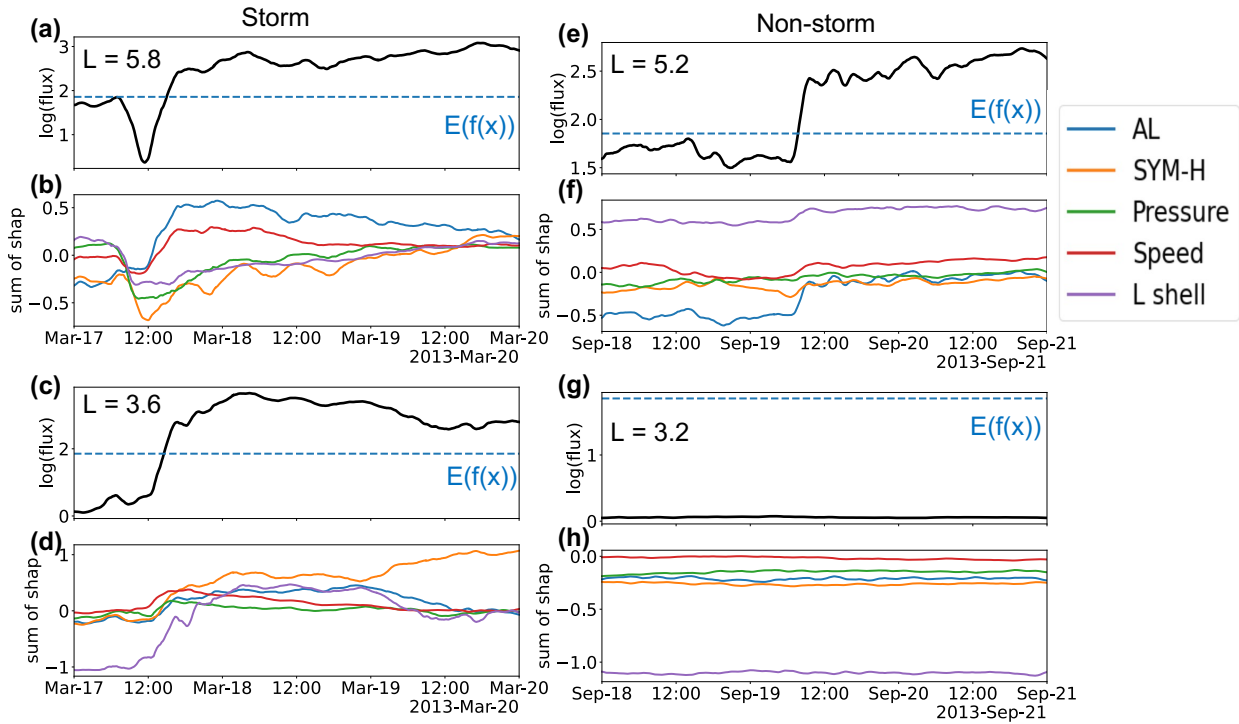 Storm
(a)
L = 5.8
E(f(x))
log(flux)
3
2
1
(b)
sum of shap
0.5
0.0
−0.5
Mar-17 12:00 Mar-18 12:00 Mar-19 12:00 Mar-20
2013-Mar-20
(c)
L = 3.6
E(f(x))
log(flux)
2
0
(d)
sum of shap
1
0
−1
Mar-17 12:00 Mar-18 12:00 Mar-19 12:00 Mar-20
2013-Mar-20
Non-storm
(e)
L = 5.2
E(f(x))
log(flux)
2.5
2.0
1.5
(f)
sum of shap
0.5
0.0
−0.5
Sep-18 12:00 Sep-19 12:00 Sep-20 12:00 Sep-21
2013-Sep-21
(g)
E(f(x))
L = 3.2
log(flux)
1
0
(h)
sum of shap
0.0
−0.5
−1.0
Sep-18 12:00 Sep-19 12:00 Sep-20 12:00 Sep-21
2013-Sep-21
AL
SYM-H
Pressure
Speed
L shell